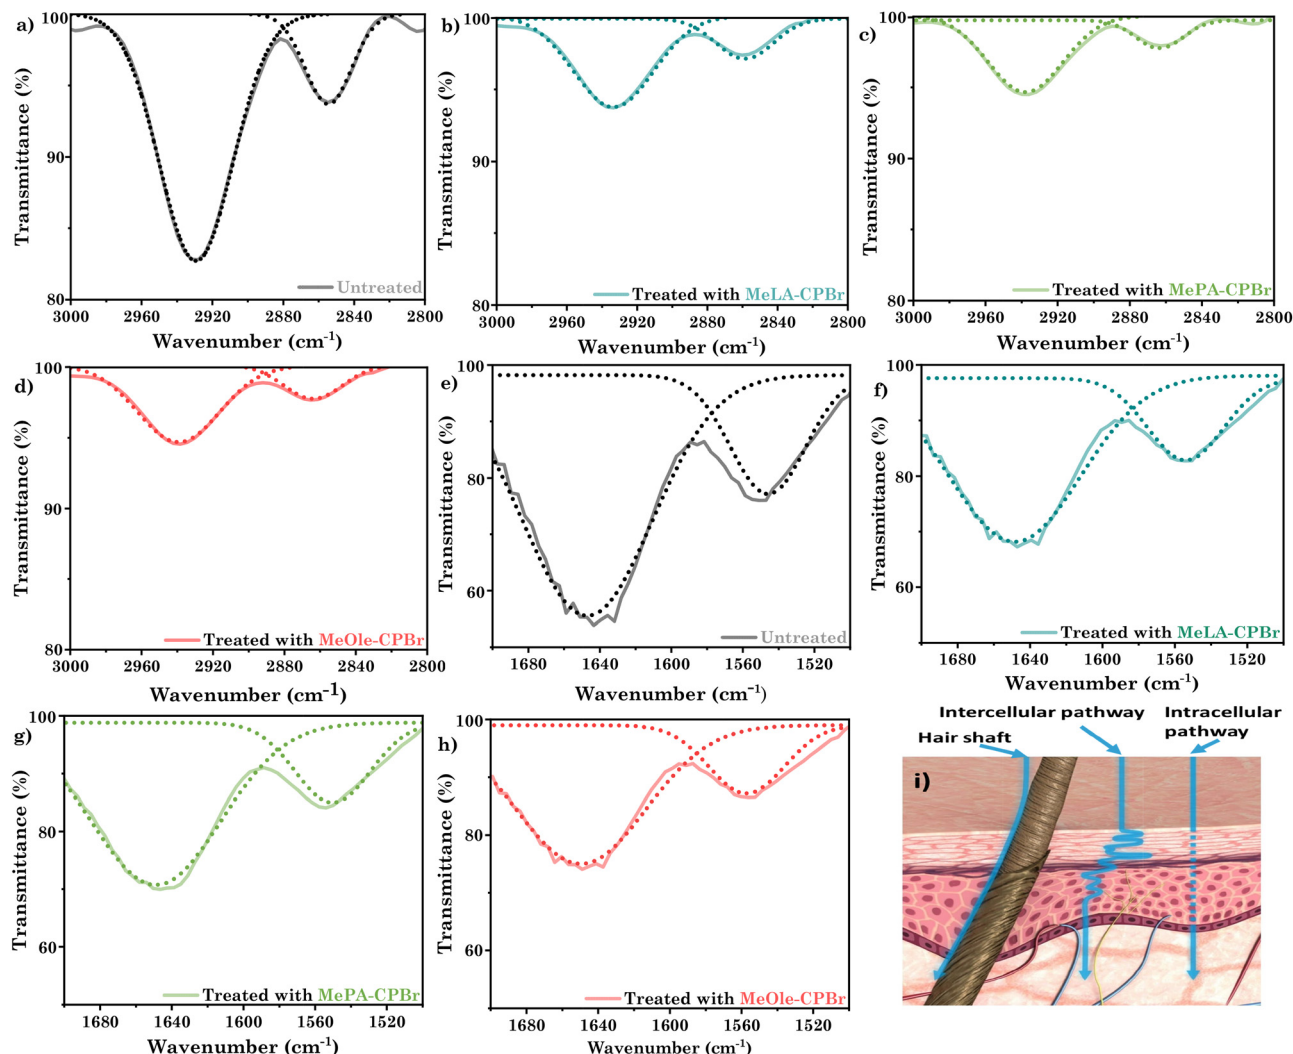 a)
Transmittance (%)
100
90
80
3000 2960 2920 2880 2840 2800
Wavenumber (cm⁻¹)
Untreated
b)
Transmittance (%)
100
90
80
3000 2960 2920 2880 2840 2800
Wavenumber (cm⁻¹)
Treated with MeLA-CPBr
c)
Transmittance (%)
100
90
80
3000 2960 2920 2880 2840 2800
Wavenumber (cm⁻¹)
Treated with MePA-CPBr
d)
Transmittance (%)
100
90
80
3000 2960 2920 2880 2840 2800
Wavenumber (cm⁻¹)
Treated with MeOle-CPBr
e)
Transmittance (%)
100
80
60
1680 1640 1600 1560 1520
Wavenumber (cm⁻¹)
Untreated
f)
Transmittance (%)
100
80
60
1680 1640 1600 1560 1520
Wavenumber (cm⁻¹)
Treated with MeLA-CPBr
g)
Transmittance (%)
100
80
60
1680 1640 1600 1560 1520
Wavenumber (cm⁻¹)
Treated with MePA-CPBr
h)
Transmittance (%)
100
80
60
1680 1640 1600 1560 1520
Wavenumber (cm⁻¹)
Treated with MeOle-CPBr
Intercellular pathway
Intracellular
pathway
Hair shaft
i)